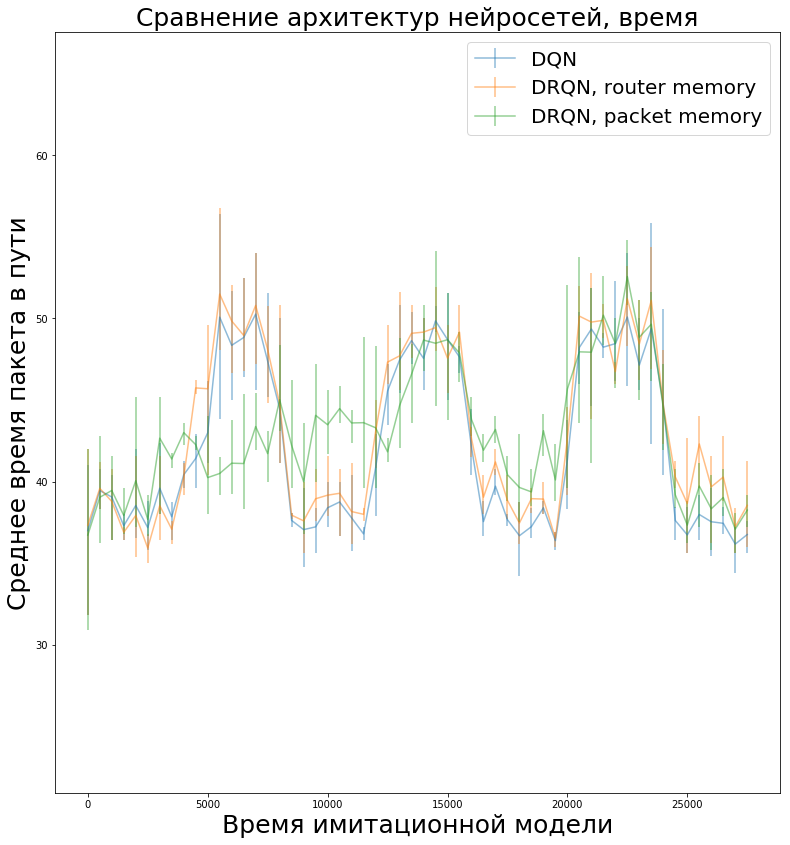 Сравнение архитектур нейросетей, время
DQN
DRQN, router memory
DRQN, packet memory
Среднее время пакета в пути
60
50
40
30
0
5000
10000
15000
20000
25000
Время имитационной модели